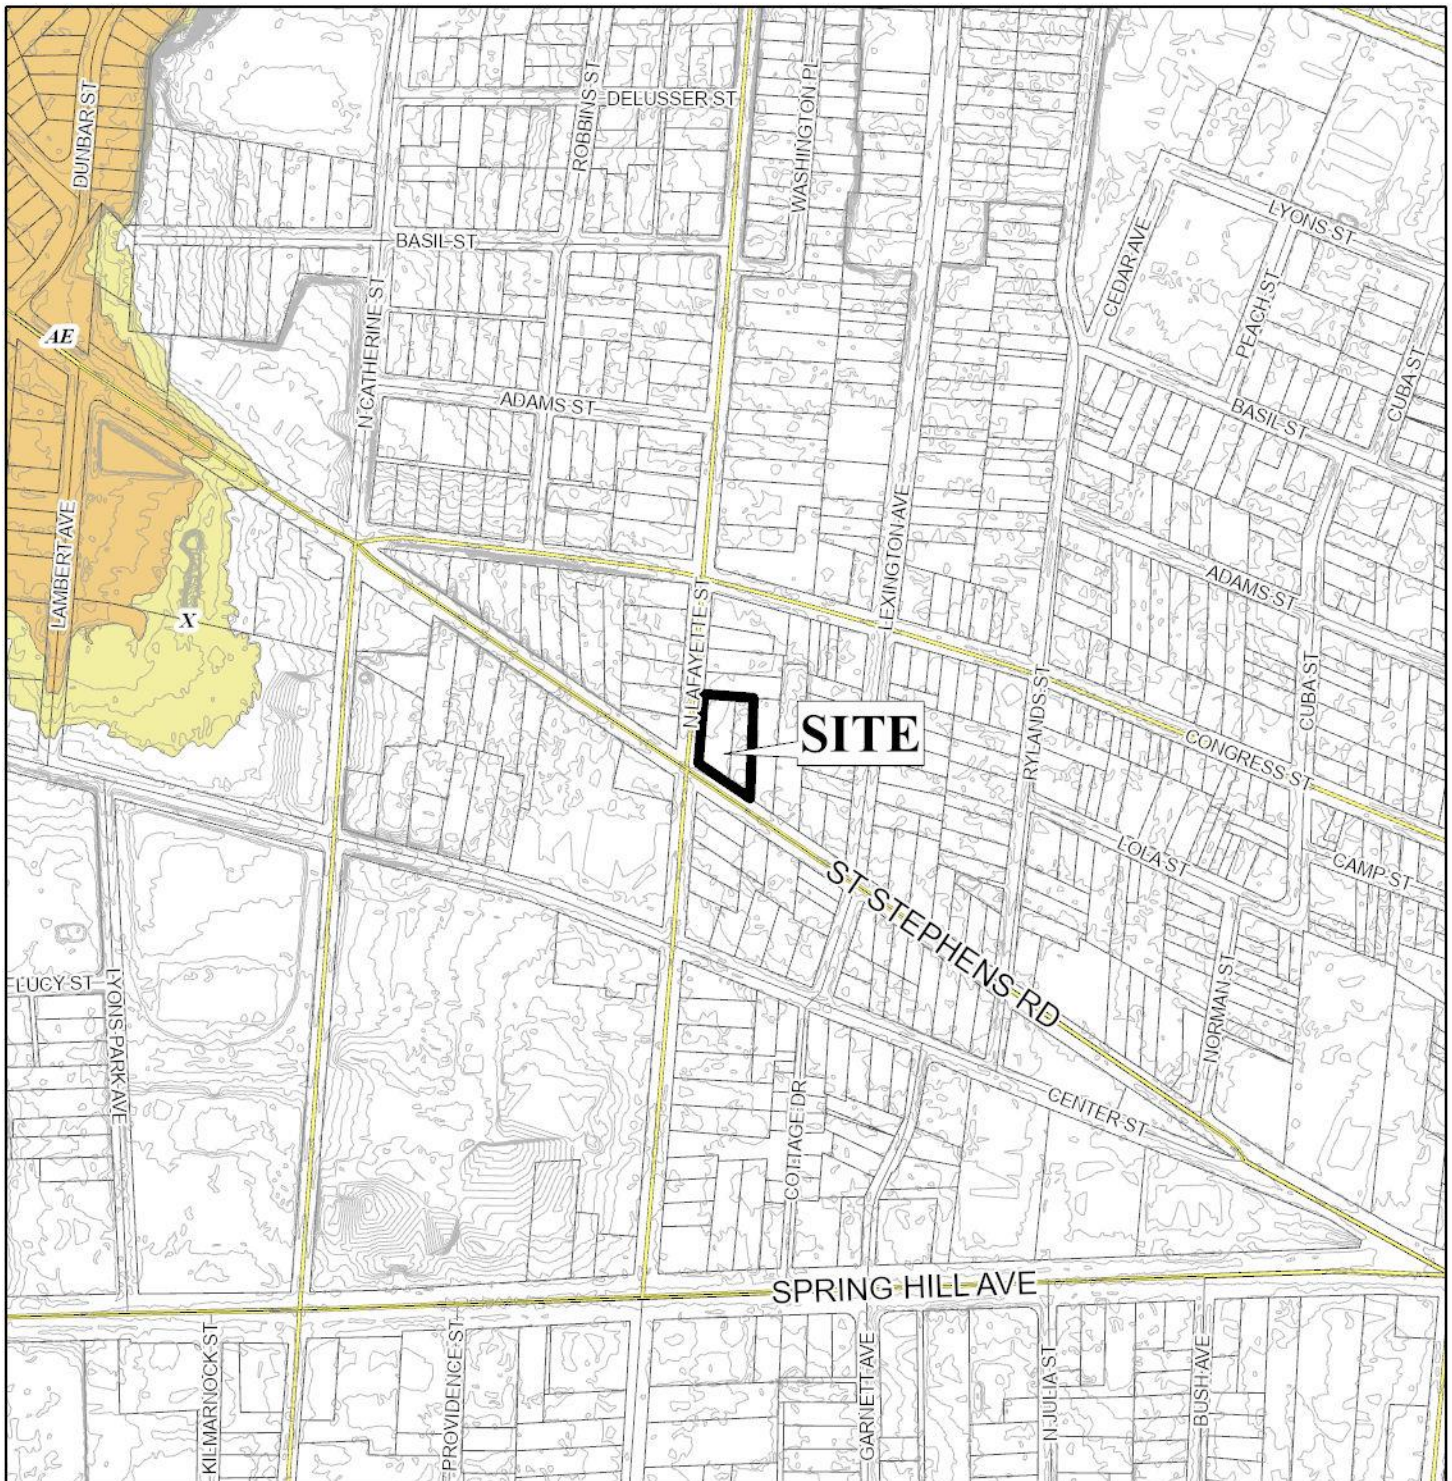 DUNBAR ST
ROBBINS ST
DELUSSER ST
WASHINGTON PL
LYONS ST
CEDAR AVE
BASIL ST
PEACH ST
N CATHERINE ST
AE
CUBA ST
ADAMS ST
BASIL ST
LAMBERT AVE
LEXINGTON AVE
ADAMS ST
X
N LAFAYETTE ST
CUBA ST
SITE
RYLANDS ST
CONGRESS ST
LOLA ST
CAMP ST
ST STEPHENS RD
LUCY ST
LYONS PARK AVE
NORMAN ST
COTTAGE DR
CENTER ST
SPRING HILL AVE
KILMARNOCK ST
PROVIDENCE ST
GARNETT AVE
N JULIA ST
BUSH AVE